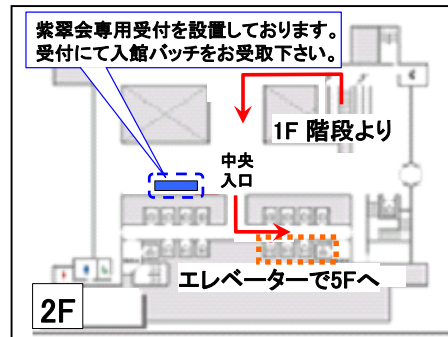 紫翠会専用受付を設置しております。
受付にて入館バッチをお受取下さい。
1F 階段より
中央
入口
エレベーターで5Fへ
2F